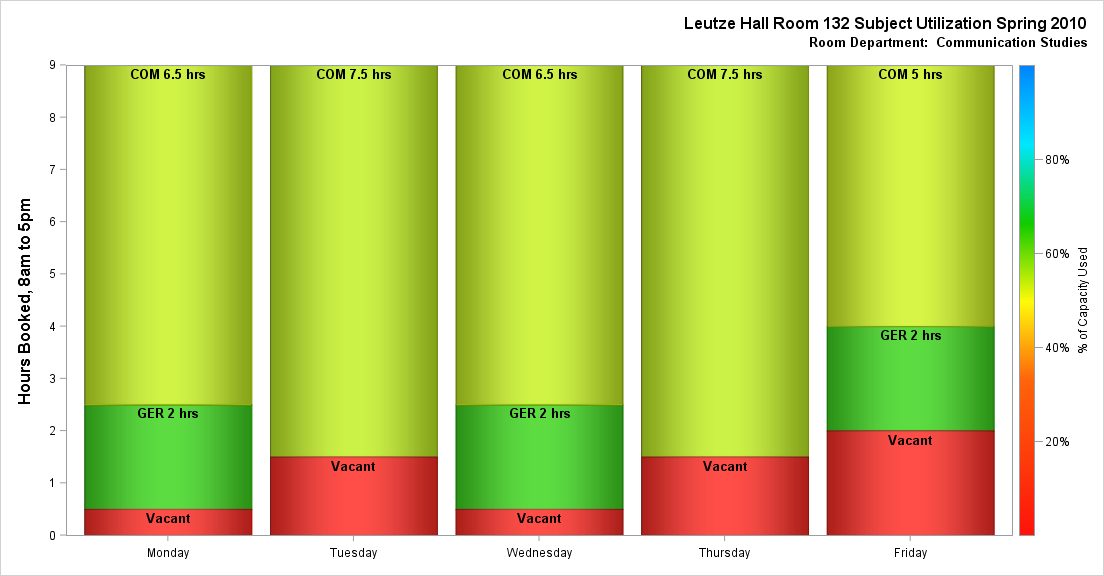 Leutze Hall Room 132 Subject Utilization Spring 2010
Room Department:  Communication Studies
Hours Booked, 8am to 5pm
9
8
7
6
5
4
3
2
1
0
COM 6.5 hrs
GER 2 hrs
Vacant
COM 7.5 hrs
Vacant
COM 6.5 hrs
GER 2 hrs
Vacant
COM 7.5 hrs
Vacant
COM 5 hrs
GER 2 hrs
Vacant
Monday
Tuesday
Wednesday
Thursday
Friday
80%
60%
40%
20%
% of Capacity Used